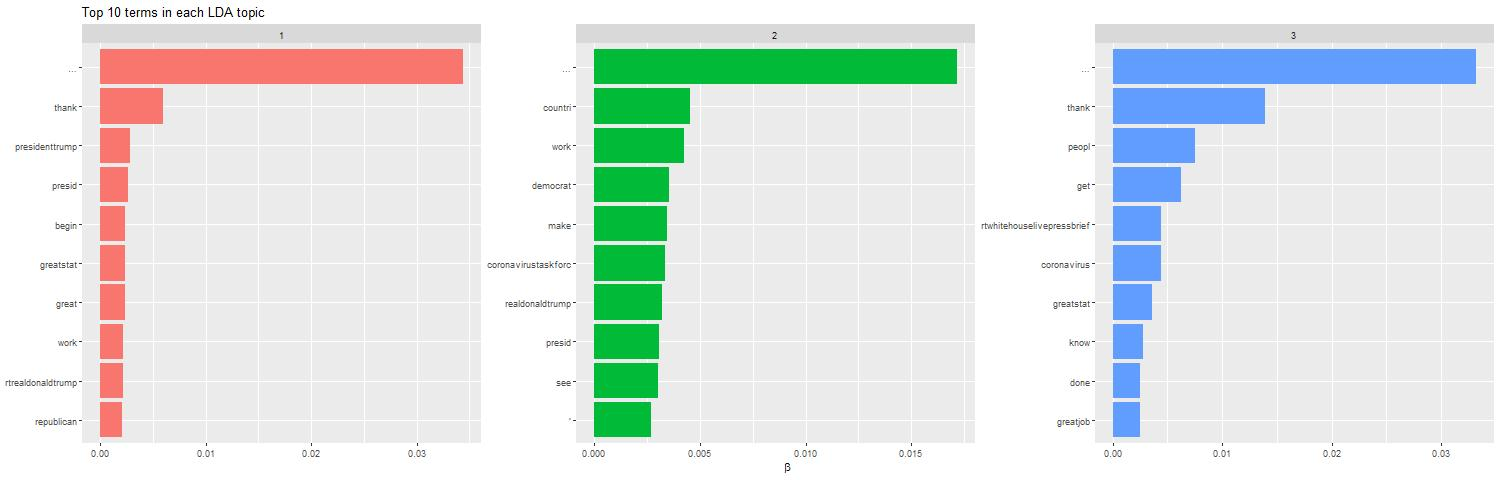 Top 10 terms in each LDA topic
1
...
thank
presidenttrump
presid
begin
greatstat
great
work
rtrealdonaldtrump
republican
0.00 0.01 0.02 0.03
2
...
countri
work
democrat
make
coronavirustaskforc
realdonaldtrump
presid
see
0.000 0.005 0.010 0.015
3
...
thank
peopl
get
rtwhitehouselivepressbrief
coronavirus
greatstat
know
done
greatjob
0.00 0.01 0.02 0.03
β